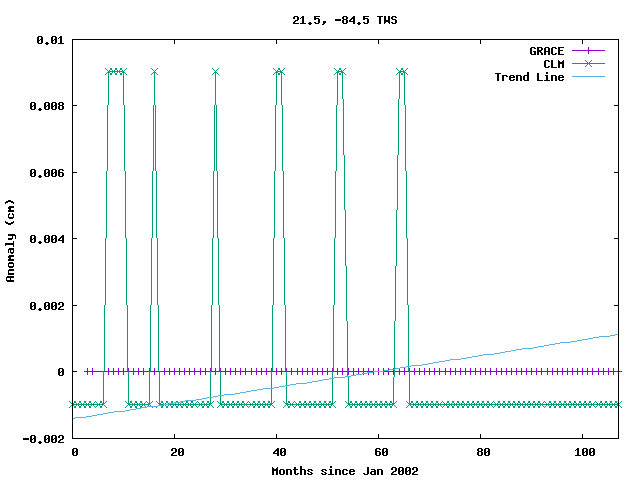 21.5, -84.5 TWS
GRACE
CLM
Trend Line
0.01
0.008
0.006
0.004
0.002
0
-0.002
Anomaly (cm)
0 20 40 60 80 100
Months since Jan 2002